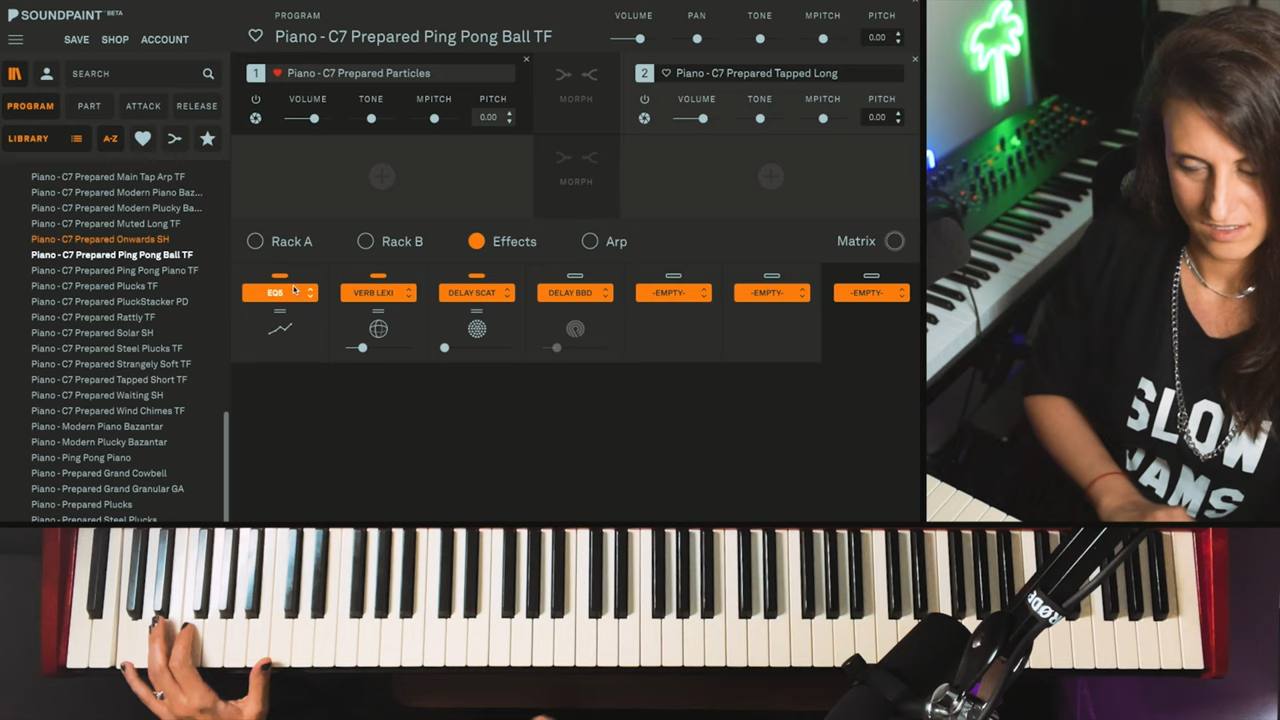 SOUNDPAINT BETA
SAVE SHOP ACCOUNT
SEARCH
PROGRAM PART ATTACK RELEASE
LIBRARY A-Z
Piano - C7 Prepared Main Tap Arp TF
Piano - C7 Prepared Modern Piano Baz...
Piano - C7 Prepared Modern Plucky Ba...
Piano - C7 Prepared Muted Long TF
Piano - C7 Prepared Onwards SH
Piano - C7 Prepared Ping Pong Ball TF
Piano - C7 Prepared Ping Pong Piano TF
Piano - C7 Prepared Plucks TF
Piano - C7 Prepared PluckStacker PD
Piano - C7 Prepared Rattly TF
Piano - C7 Prepared Solar SH
Piano - C7 Prepared Steel Plucks TF
Piano - C7 Prepared Strangely Soft TF
Piano - C7 Prepared Tapped Short TF
Piano - C7 Prepared Waiting SH
Piano - C7 Prepared Wind Chimes TF
Piano - Modern Piano Bazantar
Piano - Modern Plucky Bazantar
Piano - Ping Pong Piano
Piano - Prepared Grand Cowbell
Piano - Prepared Grand Granular GA
Piano - Prepared Plucks
Piano - Prepared Steel Plucks
PROGRAM
Piano - C7 Prepared Ping Pong Ball TF
VOLUME PAN TONE MPITCH PITCH
0.00
1 Piano - C7 Prepared Particles
VOLUME TONE MPITCH PITCH
0.00
MORPH
MORPH
2 Piano - C7 Prepared Tapped Long
VOLUME TONE MPITCH PITCH
0.00
Rack A Rack B Effects Arp Matrix
EQ5 VERB LEXI DELAY SCAT DELAY BBD -EMPTY- -EMPTY- -EMPTY-
SLOW
JAMS
RØDE